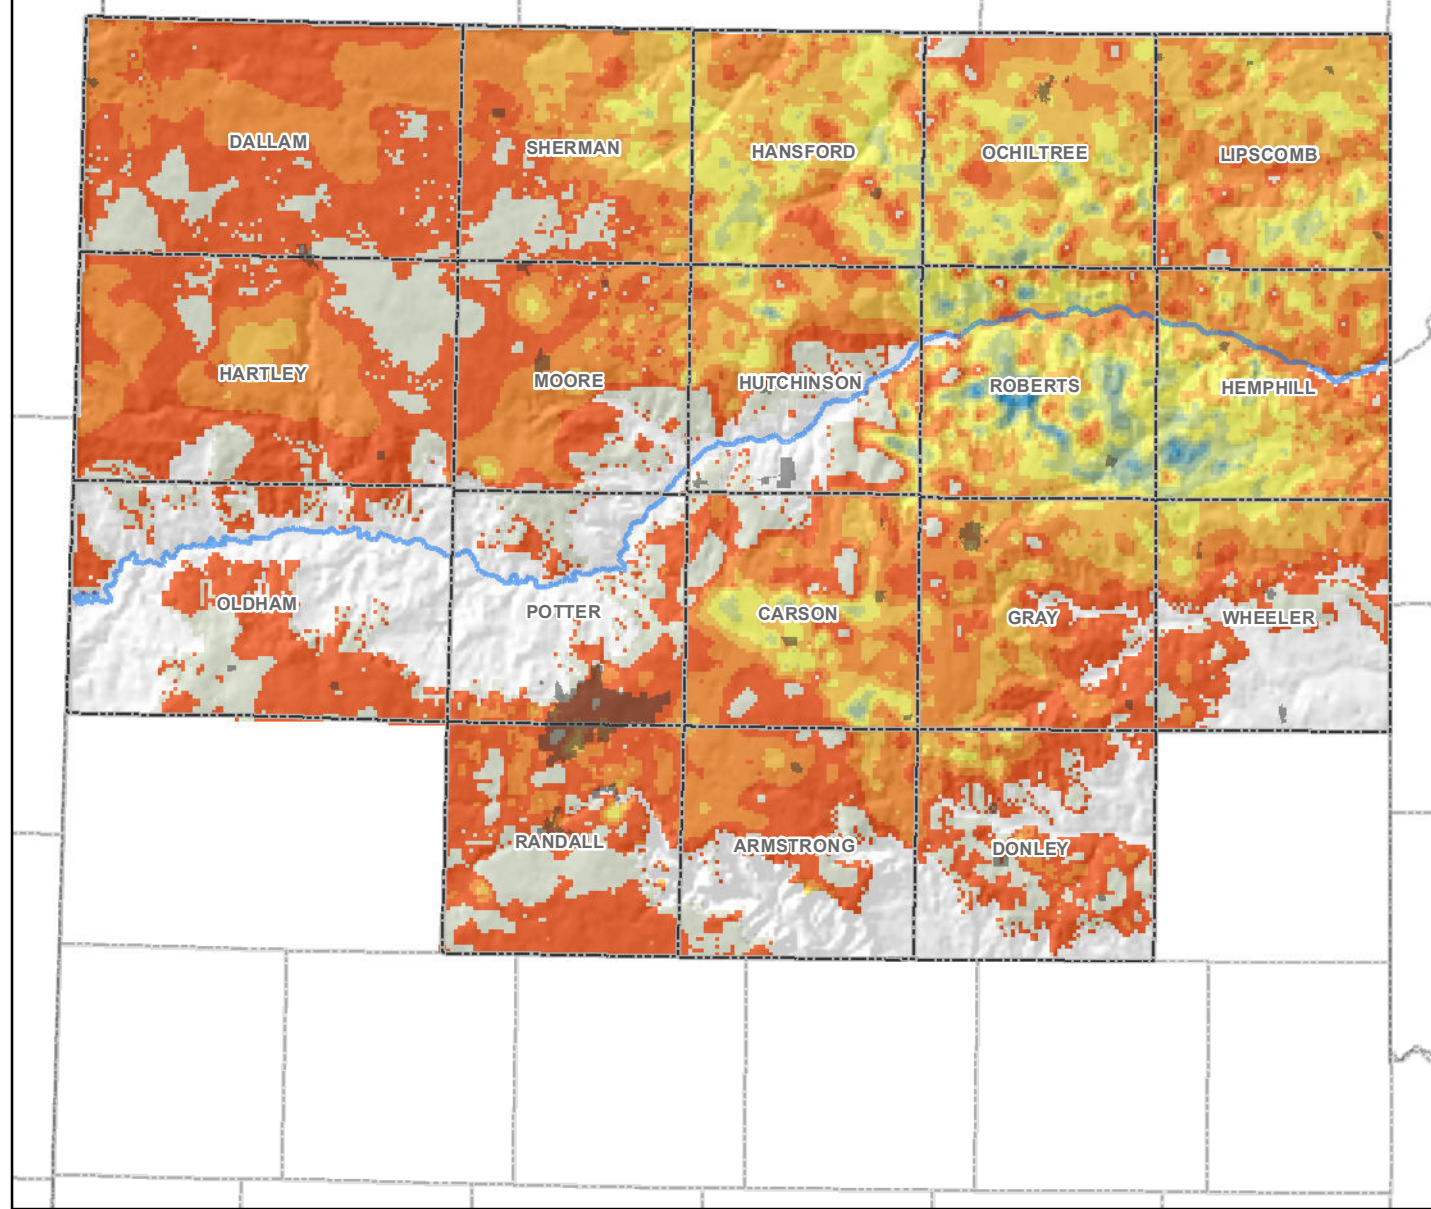 DALLAM
SHERMAN
HANSFORD
OCHILTREE
LIPSCOMB
HARTLEY
MOORE
HUTCHINSON
ROBERTS
HEMPHILL
OLDHAM
POTTER
CARSON
GRAY
WHEELER
RANDALL
ARMSTRONG
DONLEY